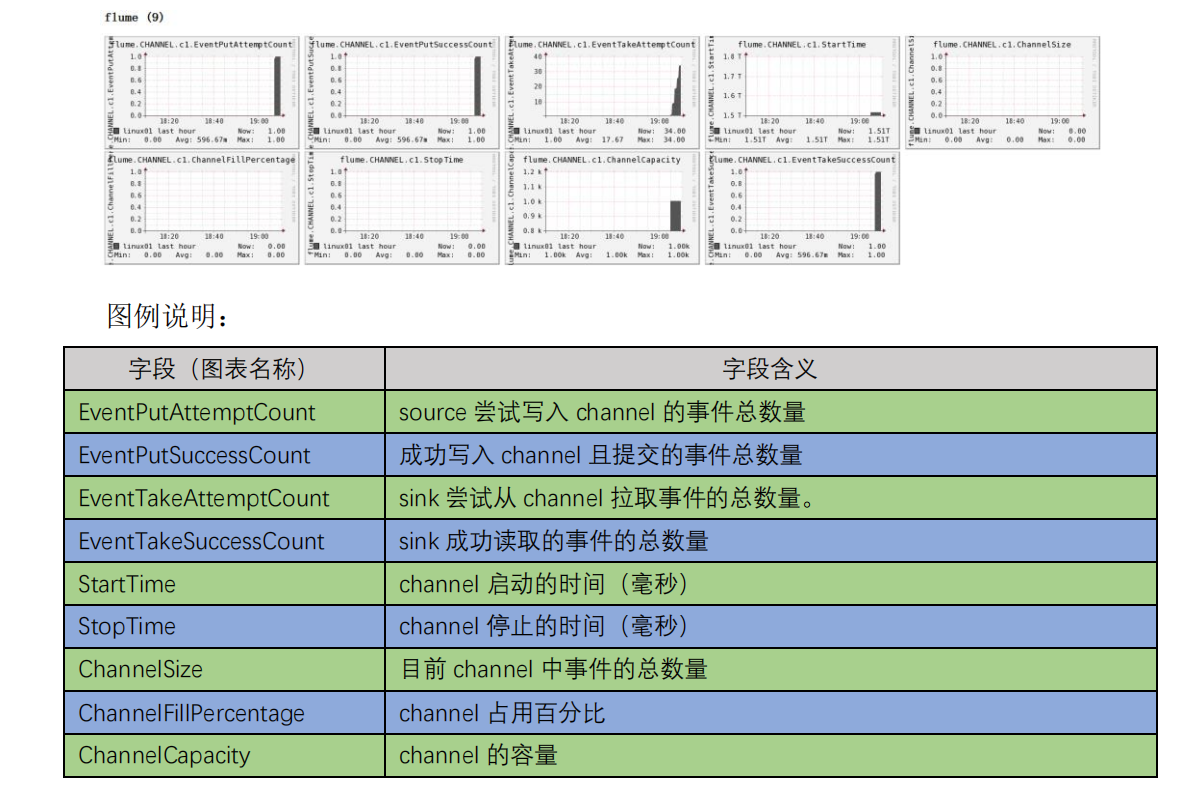 flume (9)
flume.CHANNEL.c1.EventPutAttemptCount
1.0
0.8
0.6
0.4
0.2
0.0
18:20 18:40 19:00
linux01 last hour Now: 1.00
Min: 0.00 Avg: 596.67m Max: 1.00
flume.CHANNEL.c1.EventPutSuccessCount
1.0
0.8
0.6
0.4
0.2
0.0
18:20 18:40 19:00
linux01 last hour Now: 1.00
Min: 0.00 Avg: 596.67m Max: 1.00
flume.CHANNEL.c1.EventTakeAttemptCount
40
30
20
10
18:20 18:40 19:00
linux01 last hour Now: 34.00
Min: 1.00 Avg: 17.67 Max: 34.00
flume.CHANNEL.c1.StartTime
1.8 T
1.7 T
1.6 T
1.5 T
18:20 18:40 19:00
linux01 last hour Now: 1.51T
Min: 1.51T Avg: 1.51T Max: 1.51T
flume.CHANNEL.c1.ChannelSize
1.0
0.8
0.6
0.4
0.2
0.0
18:20 18:40 19:00
linux01 last hour Now: 0.00
Min: 0.00 Avg: 0.00 Max: 0.00
flume.CHANNEL.c1.ChannelFillPercentage
1.0
0.8
0.6
0.4
0.2
0.0
18:20 18:40 19:00
linux01 last hour Now: 0.00
Min: 0.00 Avg: 0.00 Max: 0.00
flume.CHANNEL.c1.StopTime
1.0
0.8
0.6
0.4
0.2
0.0
18:20 18:40 19:00
linux01 last hour Now: 0.00
Min: 0.00 Avg: 0.00 Max: 0.00
flume.CHANNEL.c1.ChannelCapacity
1.2 k
1.1 k
1.0 k
0.9 k
0.8 k
18:20 18:40 19:00
linux01 last hour Now: 1.00k
Min: 1.00k Avg: 1.00k Max: 1.00k
flume.CHANNEL.c1.EventTakeSuccessCount
1.0
0.8
0.6
0.4
0.2
0.0
18:20 18:40 19:00
linux01 last hour Now: 1.00
Min: 0.00 Avg: 596.67m Max: 1.00
图例说明：
字段（图表名称） 字段含义
EventPutAttemptCount source 尝试写入 channel 的事件总数量
EventPutSuccessCount 成功写入 channel 且提交的事件总数量
EventTakeAttemptCount sink 尝试从 channel 拉取事件的总数量。
EventTakeSuccessCount sink 成功读取的事件的总数量
StartTime channel 启动的时间（毫秒）
StopTime channel 停止的时间（毫秒）
ChannelSize 目前 channel 中事件的总数量
ChannelFillPercentage channel 占用百分比
ChannelCapacity channel 的容量